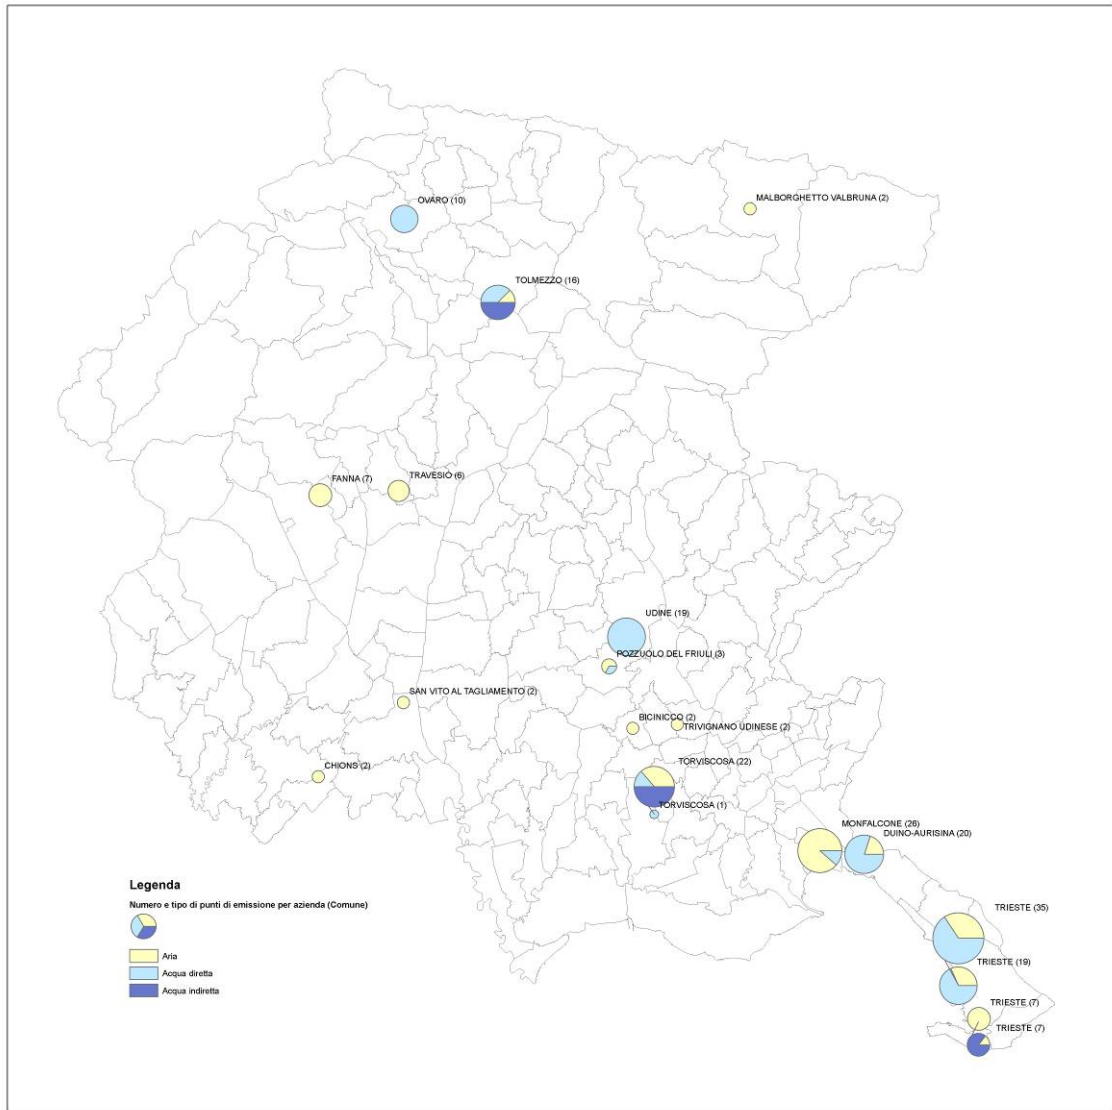 MALBORGHETTO VALBRUNA (2)
OVARO (10)
TOLMEZZO (16)
TRAVESIO (6)
FANNA (7)
UDINE (19)
POZZUOLO DEL FRIULI (3)
SAN VITO AL TAGLIAMENTO (2)
BICINICCO (2)
TRIVIGNANO UDINESE (2)
TORVISCOSA (22)
CHIONS (2)
TORVISCOSA (1)
MONFALCONE (26)
DUINO-AURISINA (20)
Legenda
Numero e tipo di punti di emissione per azienda (Comune)
Aria
Acqua diretta
Acqua indiretta
TRIESTE (35)
TRIESTE (19)
TRIESTE (7)
TRIESTE (7)